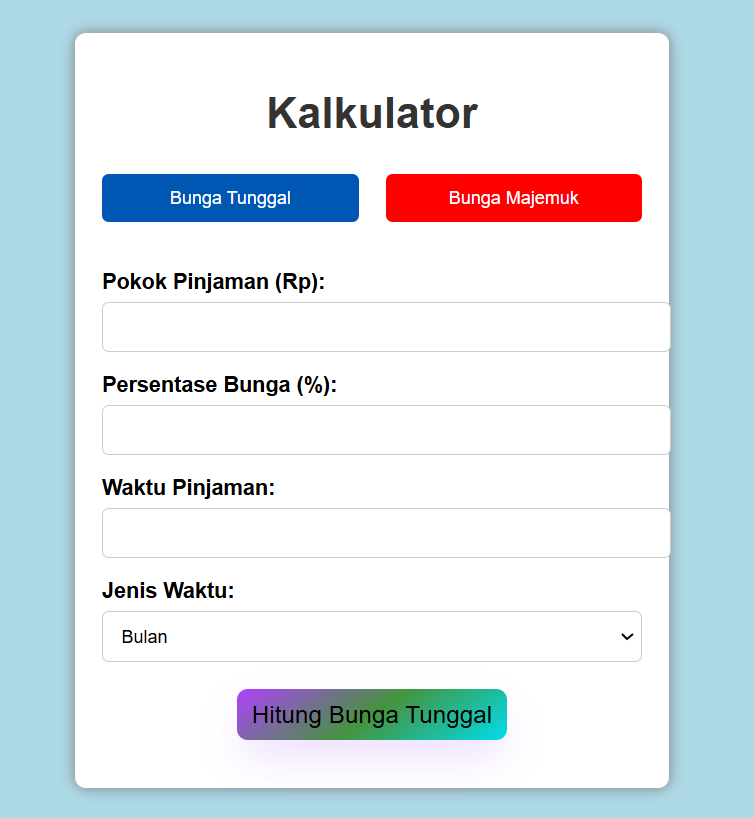 Kalkulator
Bunga Tunggal
Bunga Majemuk
Pokok Pinjaman (Rp):
Persentase Bunga (%):
Waktu Pinjaman:
Jenis Waktu:
Bulan
Hitung Bunga Tunggal